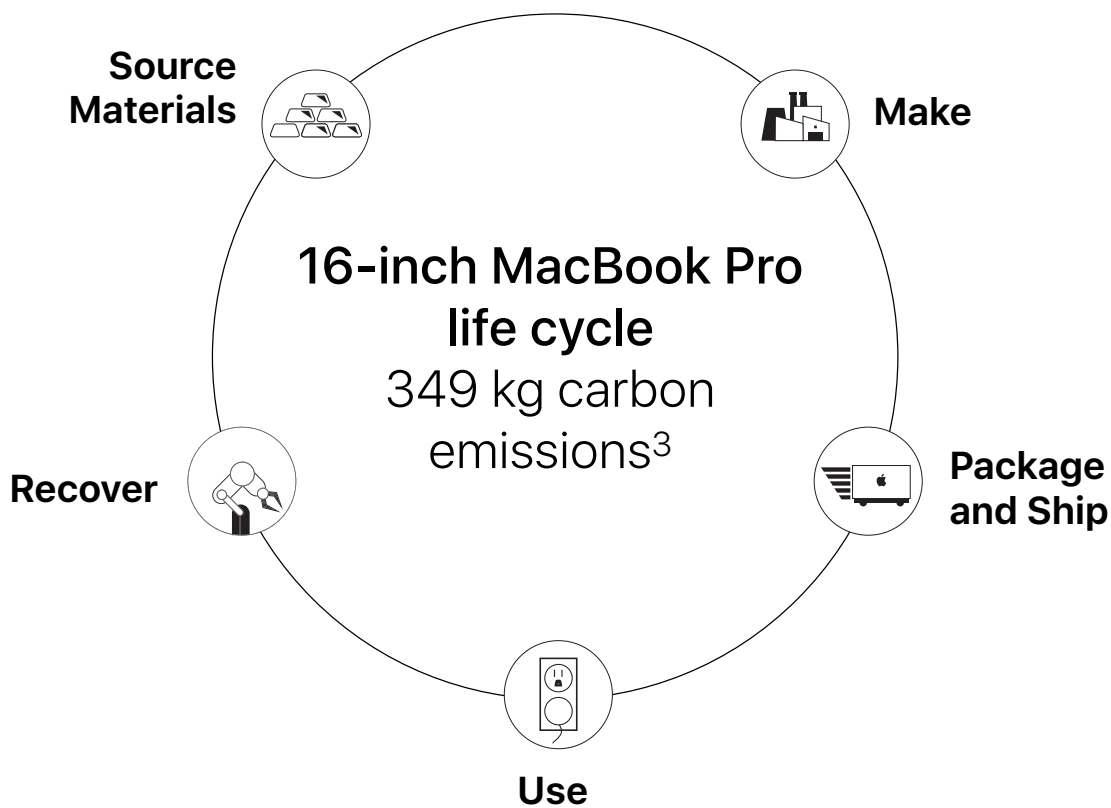 Source
Materials
Make
16-inch MacBook Pro
life cycle
349 kg carbon
emissions³
Recover
Package
and Ship
Use